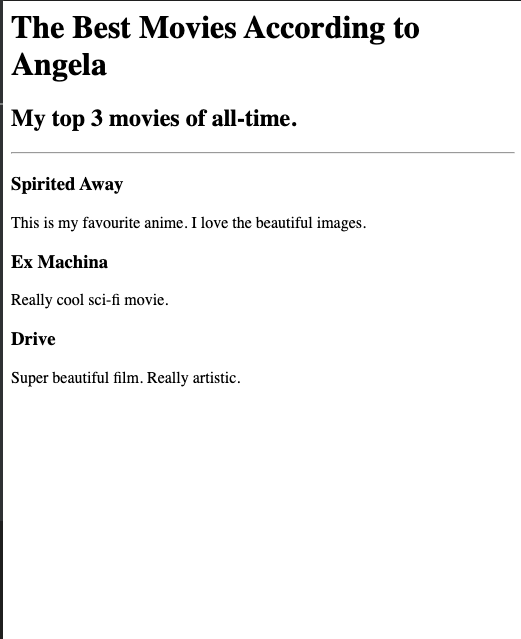 The Best Movies According to
Angela
My top 3 movies of all-time.
Spirited Away
This is my favourite anime. I love the beautiful images.
Ex Machina
Really cool sci-fi movie.
Drive
Super beautiful film. Really artistic.